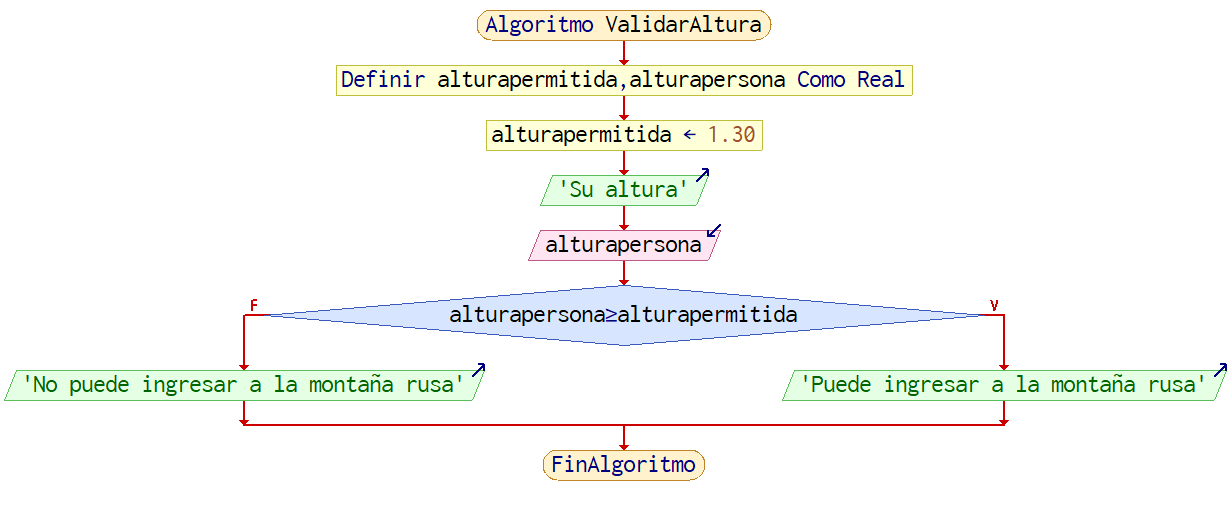 Algoritmo ValidarAltura
Definir alturapermitida,alturapersona Como Real
alturapermitida ← 1.30
'Su altura'
alturapersona
F
V
alturapersona≥alturapermitida
'No puede ingresar a la montaña rusa'
'Puede ingresar a la montaña rusa'
FinAlgoritmo